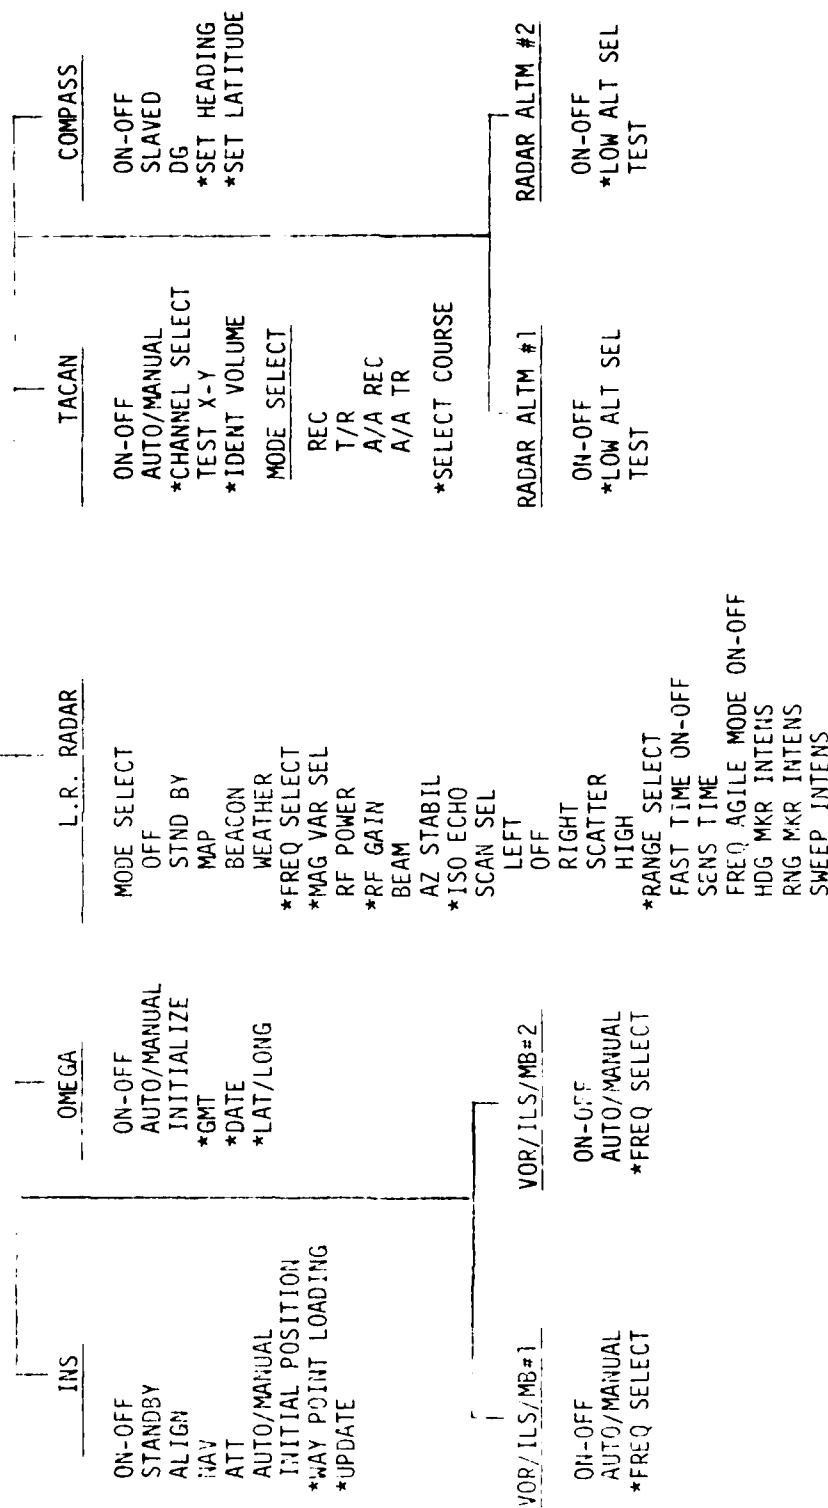 INS
ON-OFF
STANDBY
ALIGN
NAV
ATT
AUTO/MANUAL
INITIAL POSITION
*WAY POINT LOADING
*UPDATE
OMEGA
ON-OFF
AUTO/MANUAL
INITIALIZE
*GMT
*DATE
*LAT/LONG
VOR/ILS/MB#1
ON-OFF
AUTO/MANUAL
*FREQ SELECT
VOR/ILS/MB#2
ON-OFF
AUTO/MANUAL
*FREQ SELECT
L.R. RADAR
MODE SELECT
OFF
STND BY
MAP
BEACON
WEATHER
*FREQ SELECT
*MAG VAR SEL
RF POWER
*RF GAIN
BEAM
AZ STABIL
*ISO ECHO
SCAN SEL
LEFT
OFF
RIGHT
SCATTER
HIGH
*RANGE SELECT
FAST TIME ON-OFF
SENS TIME
FREQ AGILE MODE ON-OFF
HDG MKR INTENS
RNG MKR INTENS
SWEEP INTENS
TACAN
ON-OFF
AUTO/MANUAL
*CHANNEL SELECT
TEST X-Y
*IDENT VOLUME
MODE SELECT
REC
T/R
A/A REC
A/A TR
*SELECT COURSE
COMPASS
ON-OFF
SLAVED
DG
*SET HEADING
*SET LATITUDE
RADAR ALTM #1
ON-OFF
*LOW ALT SEL
TEST
RADAR ALTM #2
ON-OFF
*LOW ALT SEL
TEST